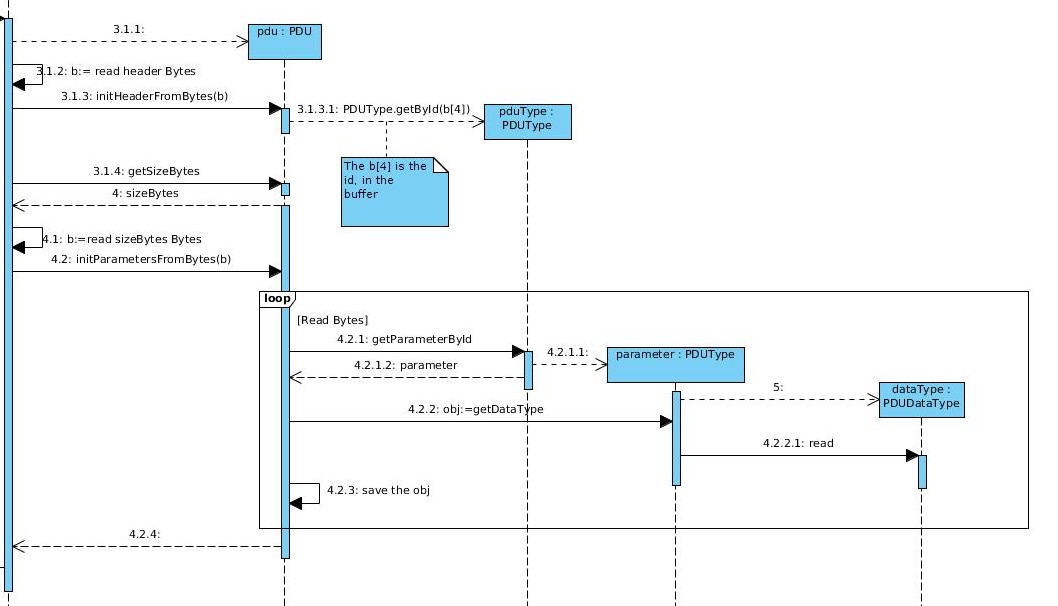 3.1.1:
pdu : PDU
3.1.2: b:= read header Bytes
3.1.3: initHeaderFromBytes(b)
3.1.3.1: PDUType.getById(b[4])
pduType :
PDUType
The b[4] is the
id, in the
buffer
3.1.4: getSizeBytes
4: sizeBytes
4.1: b:=read sizeBytes Bytes
4.2: initParametersFromBytes(b)
loop
[Read Bytes]
4.2.1: getParameterById
4.2.1.1:
parameter : PDUType
4.2.1.2: parameter
5:
dataType :
PDUDataType
4.2.2: obj:=getDataType
4.2.2.1: read
4.2.3: save the obj
4.2.4: